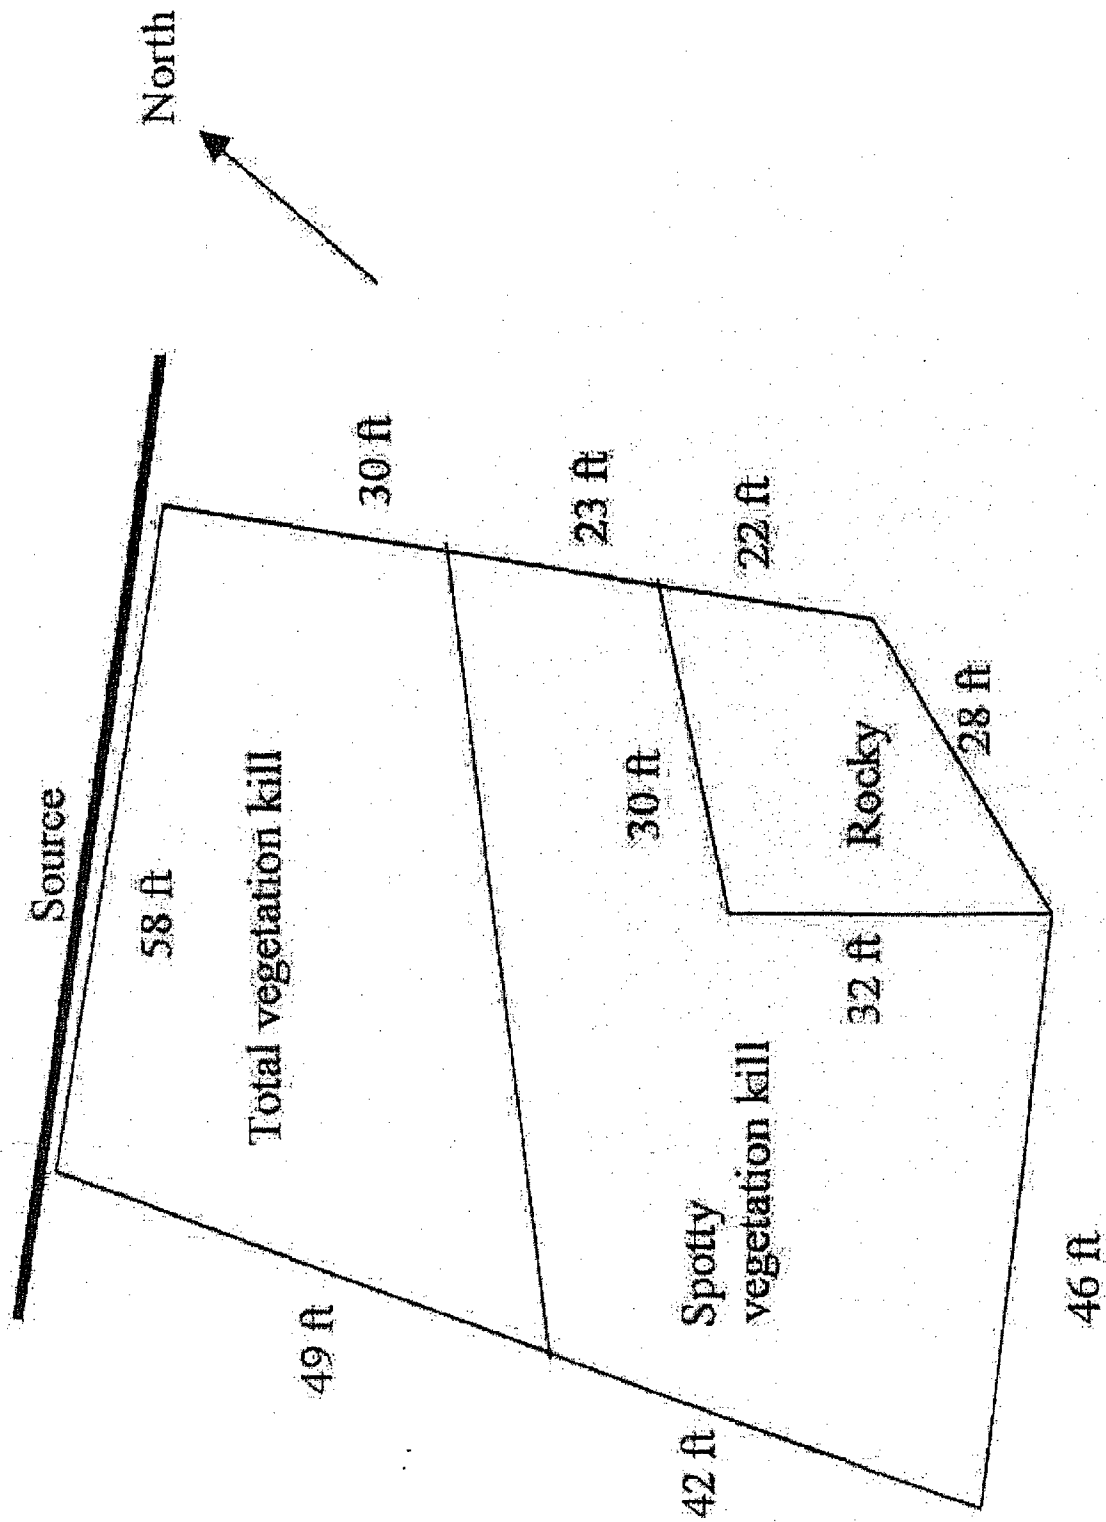 North
Source
58 ft
30 ft
Total vegetation kill
23 ft
49 ft
30 ft
22 ft
Rocky
32 ft
28 ft
Spotty
vegetation kill
42 ft
46 ft